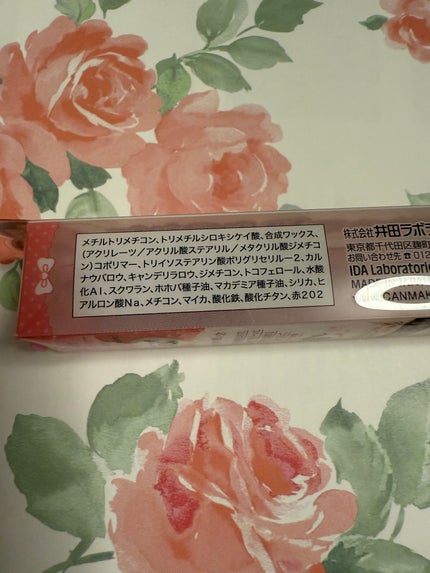 メチルトリメチコン、トリメチルシロキシケイ酸、合成ワックス、
(アクリレーツ/アクリル酸ステアリル/メタクリル酸ジメチコ
ン)コポリマー、トリイソステアリン酸ポリグリセリル-2、カル
ナウバロウ、キャンデリラロウ、ジメチコン、トコフェロール、水酸
化Al、スクワラン、ホホバ種子油、マカデミア種子油、シリカ、ヒ
アルロン酸Na、メチコン、マイカ、酸化鉄、酸化チタン、赤202
株式会社 井田ラボラ
東京都千代田区麹町
お問い合わせ先 ☎012
IDA Laboratorie
CANMAK